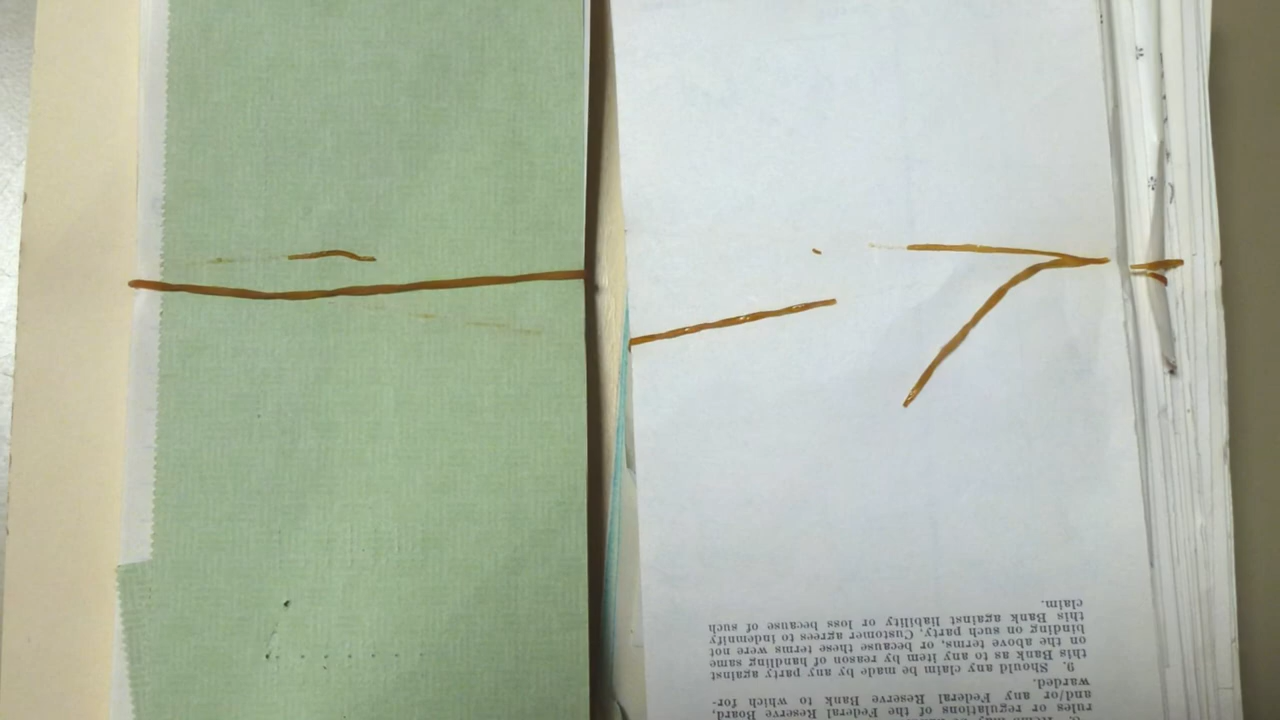 rules or regulations of the Federal Reserve Board,
and/or any Federal Reserve Bank to which for-
warded.
9. Should any claim be made by any party against
this Bank as to any item by reason of handling same
on the above terms, or because these terms were not
binding on such party, Customer agrees to indemnify
this Bank against liability or loss because of such
claim.